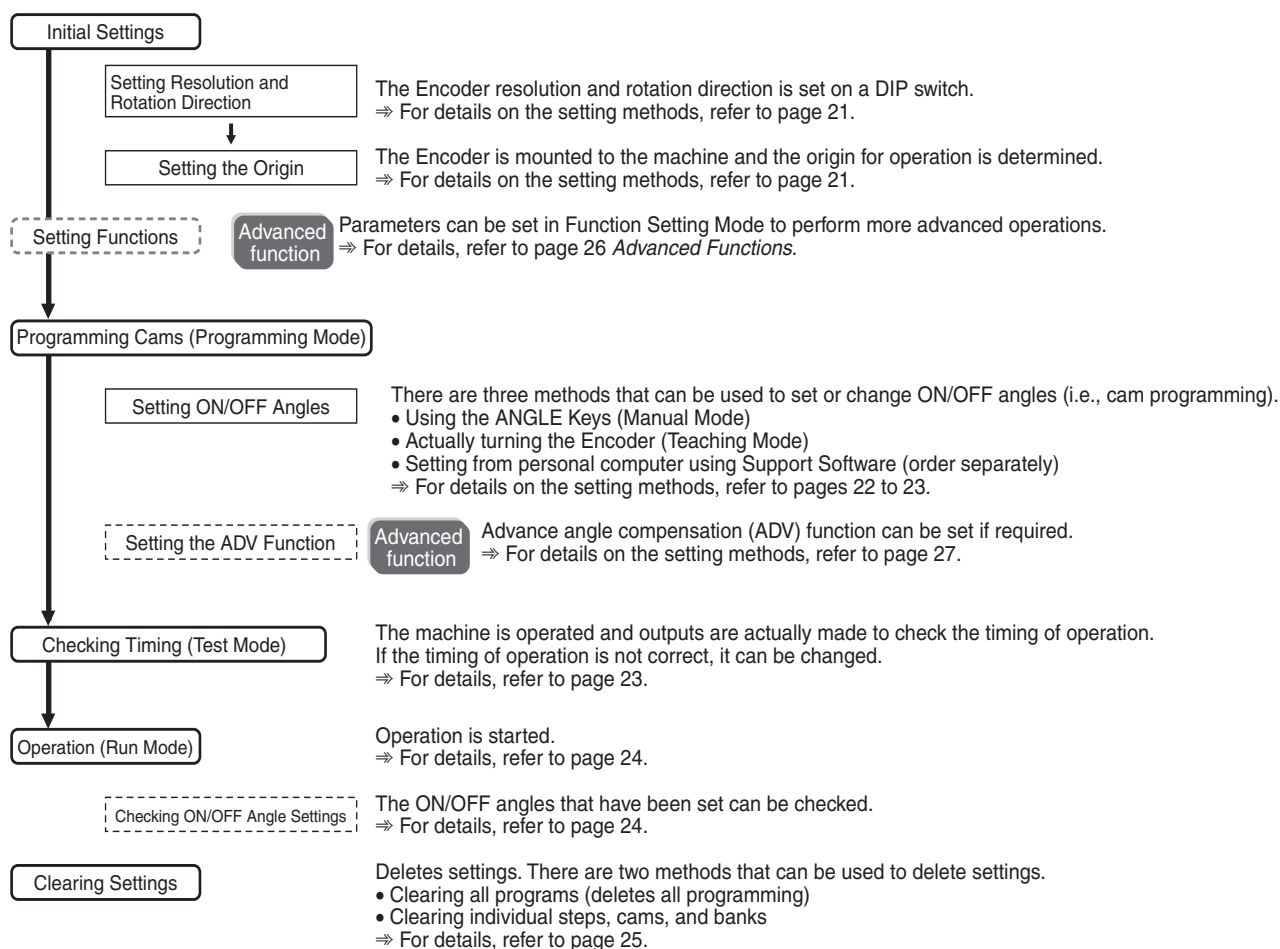 Initial Settings
Setting Resolution and
Rotation Direction
The Encoder resolution and rotation direction is set on a DIP switch.
⇒ For details on the setting methods, refer to page 21.
Setting the Origin
The Encoder is mounted to the machine and the origin for operation is determined.
⇒ For details on the setting methods, refer to page 21.
Setting Functions
Advanced
function
Parameters can be set in Function Setting Mode to perform more advanced operations.
⇒ For details, refer to page 26 Advanced Functions.
Programming Cams (Programming Mode)
Setting ON/OFF Angles
There are three methods that can be used to set or change ON/OFF angles (i.e., cam programming).
• Using the ANGLE Keys (Manual Mode)
• Actually turning the Encoder (Teaching Mode)
• Setting from personal computer using Support Software (order separately)
⇒ For details on the setting methods, refer to pages 22 to 23.
Setting the ADV Function
Advanced
function
Advance angle compensation (ADV) function can be set if required.
⇒ For details on the setting methods, refer to page 27.
Checking Timing (Test Mode)
The machine is operated and outputs are actually made to check the timing of operation.
If the timing of operation is not correct, it can be changed.
⇒ For details, refer to page 23.
Operation (Run Mode)
Operation is started.
⇒ For details, refer to page 24.
Checking ON/OFF Angle Settings
The ON/OFF angles that have been set can be checked.
⇒ For details, refer to page 24.
Clearing Settings
Deletes settings. There are two methods that can be used to delete settings.
• Clearing all programs (deletes all programming)
• Clearing individual steps, cams, and banks
⇒ For details, refer to page 25.